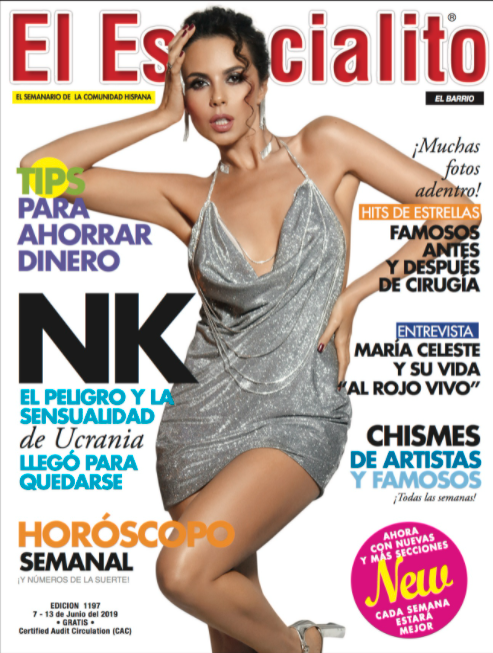 El Especialito®
EL SEMANARIO DE LA COMUNIDAD HISPANA
EL BARRIO
TIPS
PARA
AHORRAR
DINERO
NK
EL PELIGRO Y LA
SENSUALIDAD
de Ucrania
LLEGÓ PARA
QUEDARSE
HORÓSCOPO
SEMANAL
¡Y NÚMEROS DE LA SUERTE!
EDICION 1197
7 - 13 de Junio del 2019
• GRATIS •
Certified Audit Circulation (CAC)
¡Muchas
fotos
adentro!
HITS DE ESTRELLAS
FAMOSOS
ANTES
Y DESPUÉS
DE CIRUGÍA
ENTREVISTA
MARÍA CELESTE
Y SU VIDA
“AL ROJO VIVO”
CHISMES
DE ARTISTAS
Y FAMOSOS
¡Todas las semanas!
AHORA
CON NUEVAS
Y MÁS SECCIONES
New
CADA SEMANA
ESTARÁ
MEJOR